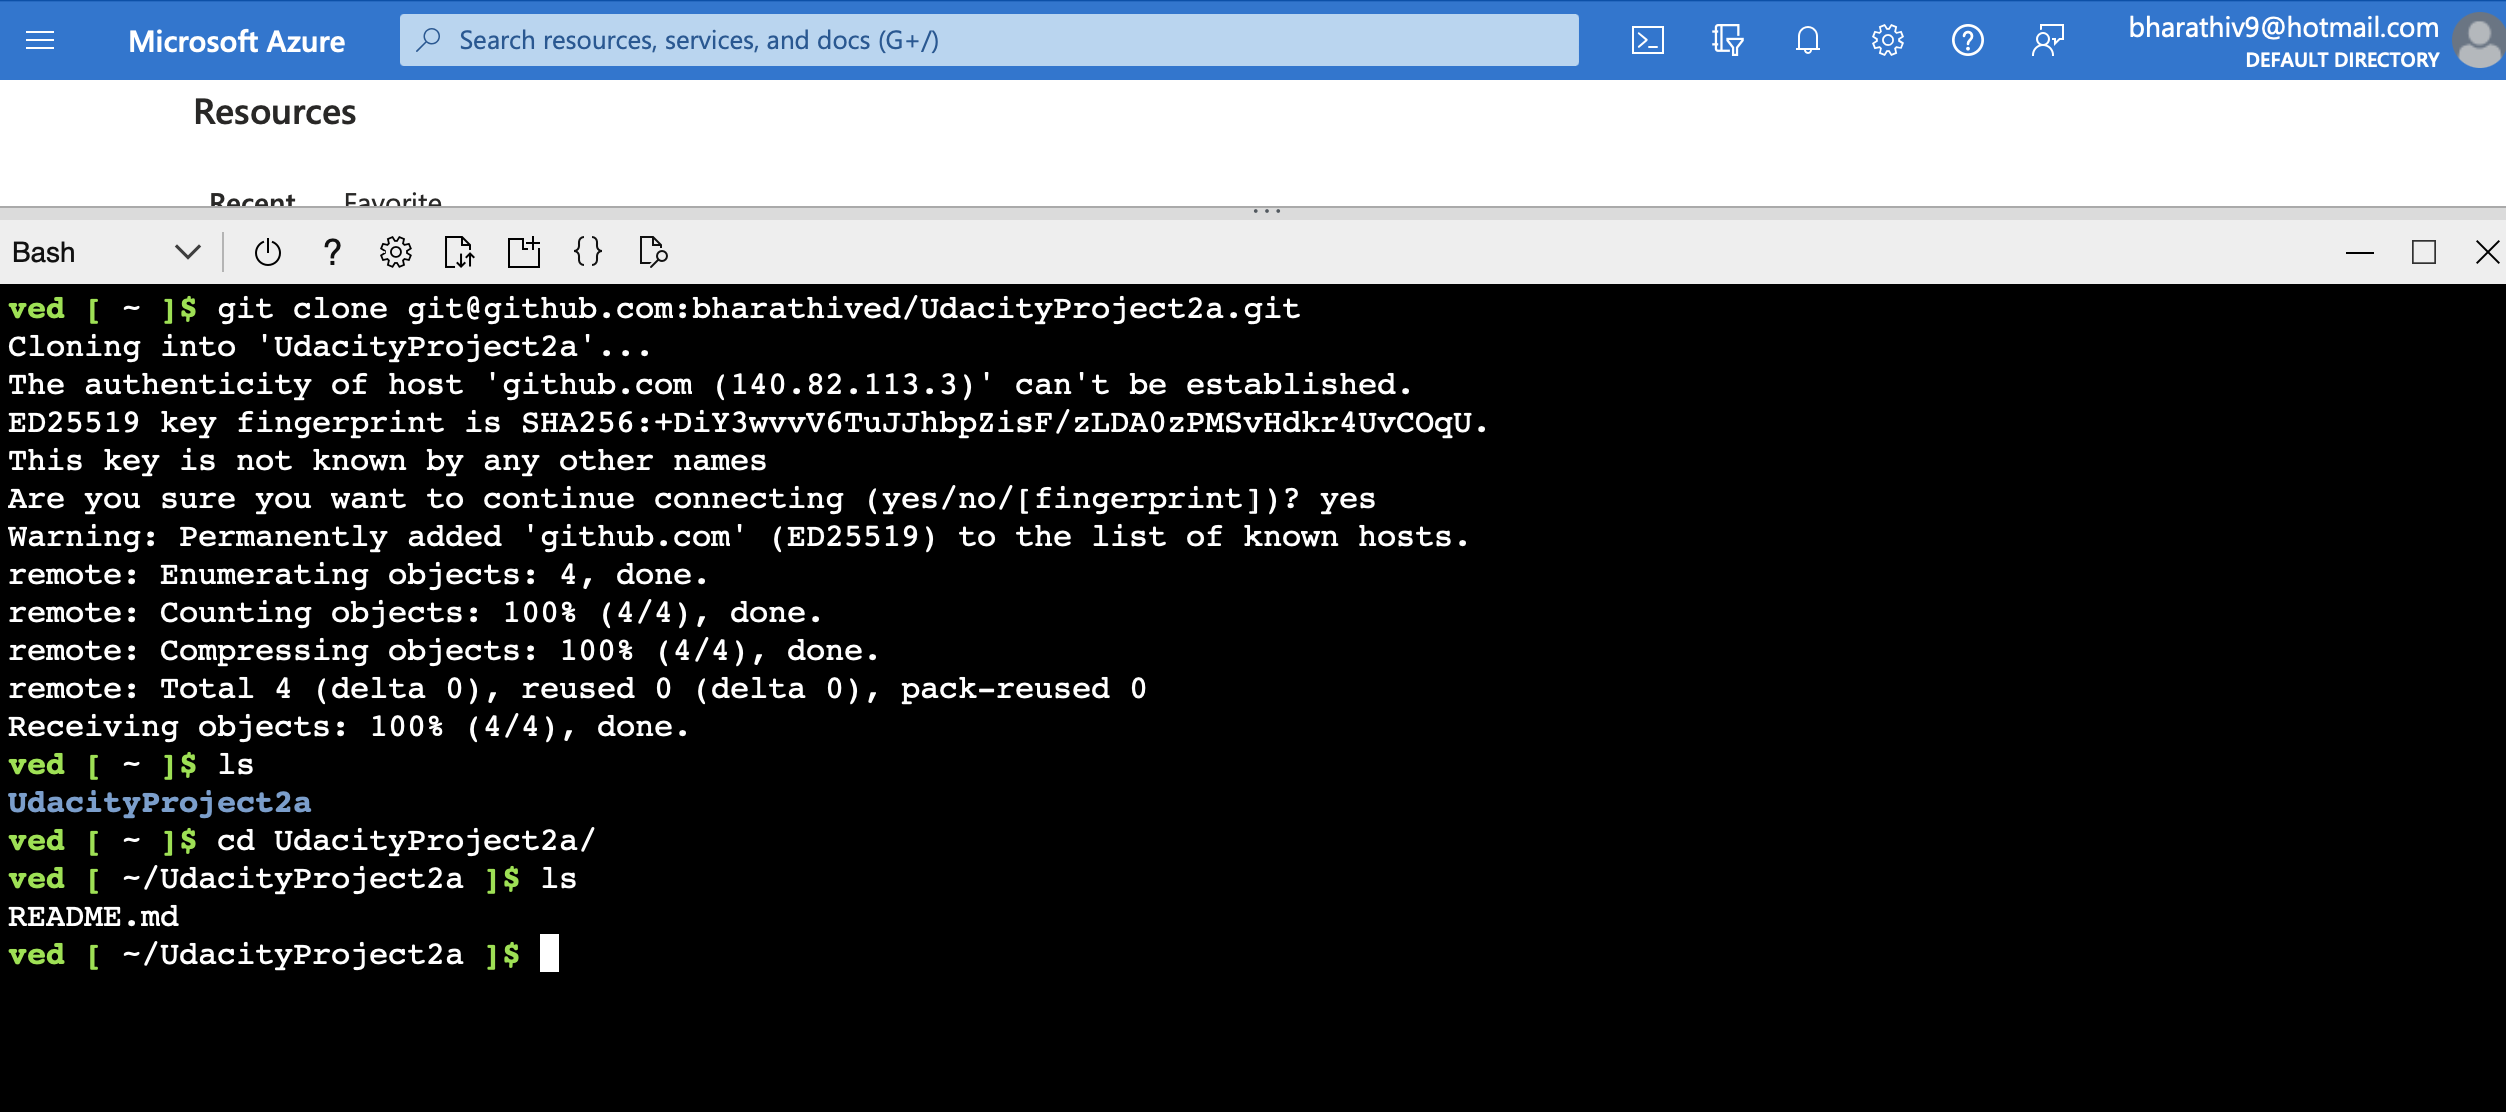 Microsoft Azure
Search resources, services, and docs (G+/)
bharathiv9@hotmail.com
DEFAULT DIRECTORY
Resources
Recent Favorite
Bash
ved [ ~ ]$ git clone git@github.com:bharathived/UdacityProject2a.git
Cloning into 'UdacityProject2a'...
The authenticity of host 'github.com (140.82.113.3)' can't be established.
ED25519 key fingerprint is SHA256:+DiY3wvvV6TuJJhbpZisF/zLDA0zPMSvHdkr4UvCOqU.
This key is not known by any other names
Are you sure you want to continue connecting (yes/no/[fingerprint])? yes
Warning: Permanently added 'github.com' (ED25519) to the list of known hosts.
remote: Enumerating objects: 4, done.
remote: Counting objects: 100% (4/4), done.
remote: Compressing objects: 100% (4/4), done.
remote: Total 4 (delta 0), reused 0 (delta 0), pack-reused 0
Receiving objects: 100% (4/4), done.
ved [ ~ ]$ ls
UdacityProject2a
ved [ ~ ]$ cd UdacityProject2a/
ved [ ~/UdacityProject2a ]$ ls
README.md
ved [ ~/UdacityProject2a ]$